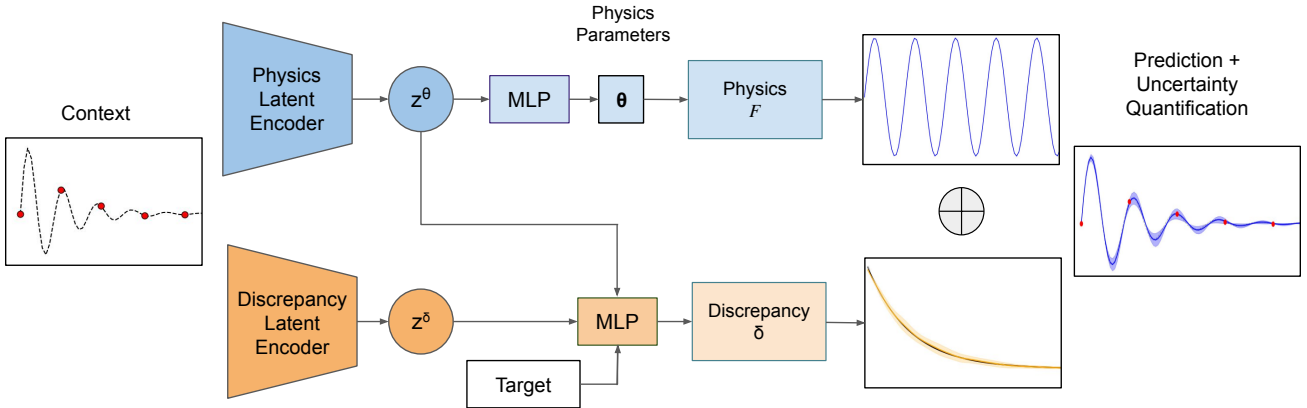 Context
Physics
Latent
Encoder
z^θ
MLP
Physics
Parameters
θ
Physics
F
Prediction +
Uncertainty
Quantification
Discrepancy
Latent
Encoder
z^δ
Target
MLP
Discrepancy
δ